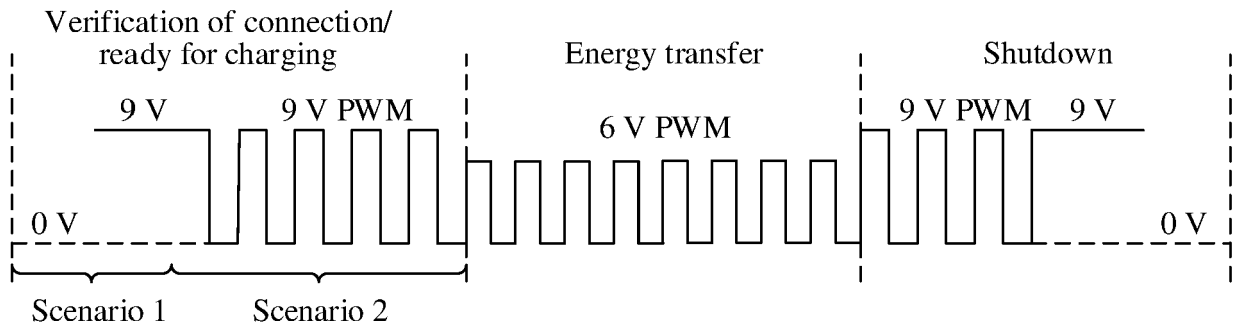 Verification of connection/
ready for charging
Energy transfer
Shutdown
9 V
9 V PWM
6 V PWM
9 V PWM
9 V
0 V
0 V
Scenario 1
Scenario 2